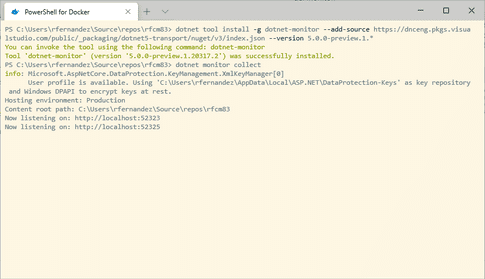 PowerShell for Docker
PS C:\Users\rfernandez\Source\repos\rfcm83> dotnet tool install -g dotnet-monitor --add-source https://dnceng.pkgs.visua
lstudio.com/public/_packaging/dotnet5-transport/nuget/v3/index.json --version 5.0.0-preview.1.*
You can invoke the tool using the following command: dotnet-monitor
Tool 'dotnet-monitor' (version '5.0.0-preview.1.20317.2') was successfully installed.
PS C:\Users\rfernandez\Source\repos\rfcm83> dotnet monitor collect
info: Microsoft.AspNetCore.DataProtection.KeyManagement.XmlKeyManager[0]
User profile is available. Using 'C:\Users\rfernandez\AppData\Local\ASP.NET\DataProtection-Keys' as key repository
and Windows DPAPI to encrypt keys at rest.
Hosting environment: Production
Content root path: C:\Users\rfernandez\Source\repos\rfcm83
Now listening on: http://localhost:52323
Now listening on: http://localhost:52325